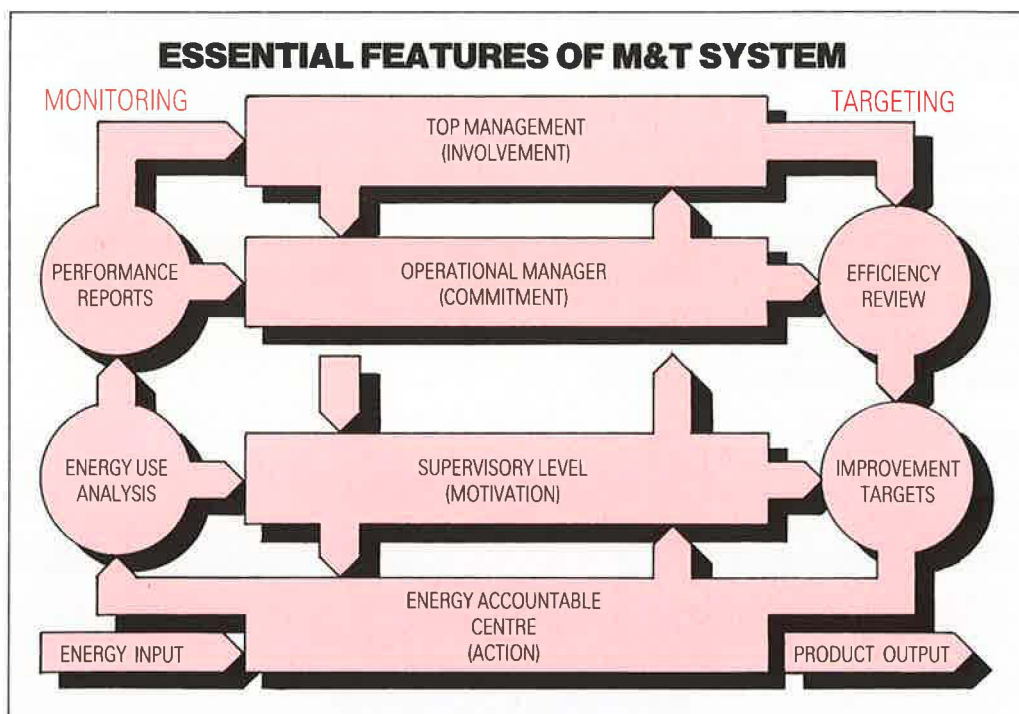 ESSENTIAL FEATURES OF M&T SYSTEM
MONITORING
TARGETING
TOP MANAGEMENT
(INVOLVEMENT)
PERFORMANCE
REPORTS
OPERATIONAL MANAGER
(COMMITMENT)
EFFICIENCY
REVIEW
ENERGY USE
ANALYSIS
SUPERVISORY LEVEL
(MOTIVATION)
IMPROVEMENT
TARGETS
ENERGY ACCOUNTABLE
CENTRE
(ACTION)
ENERGY INPUT
PRODUCT OUTPUT